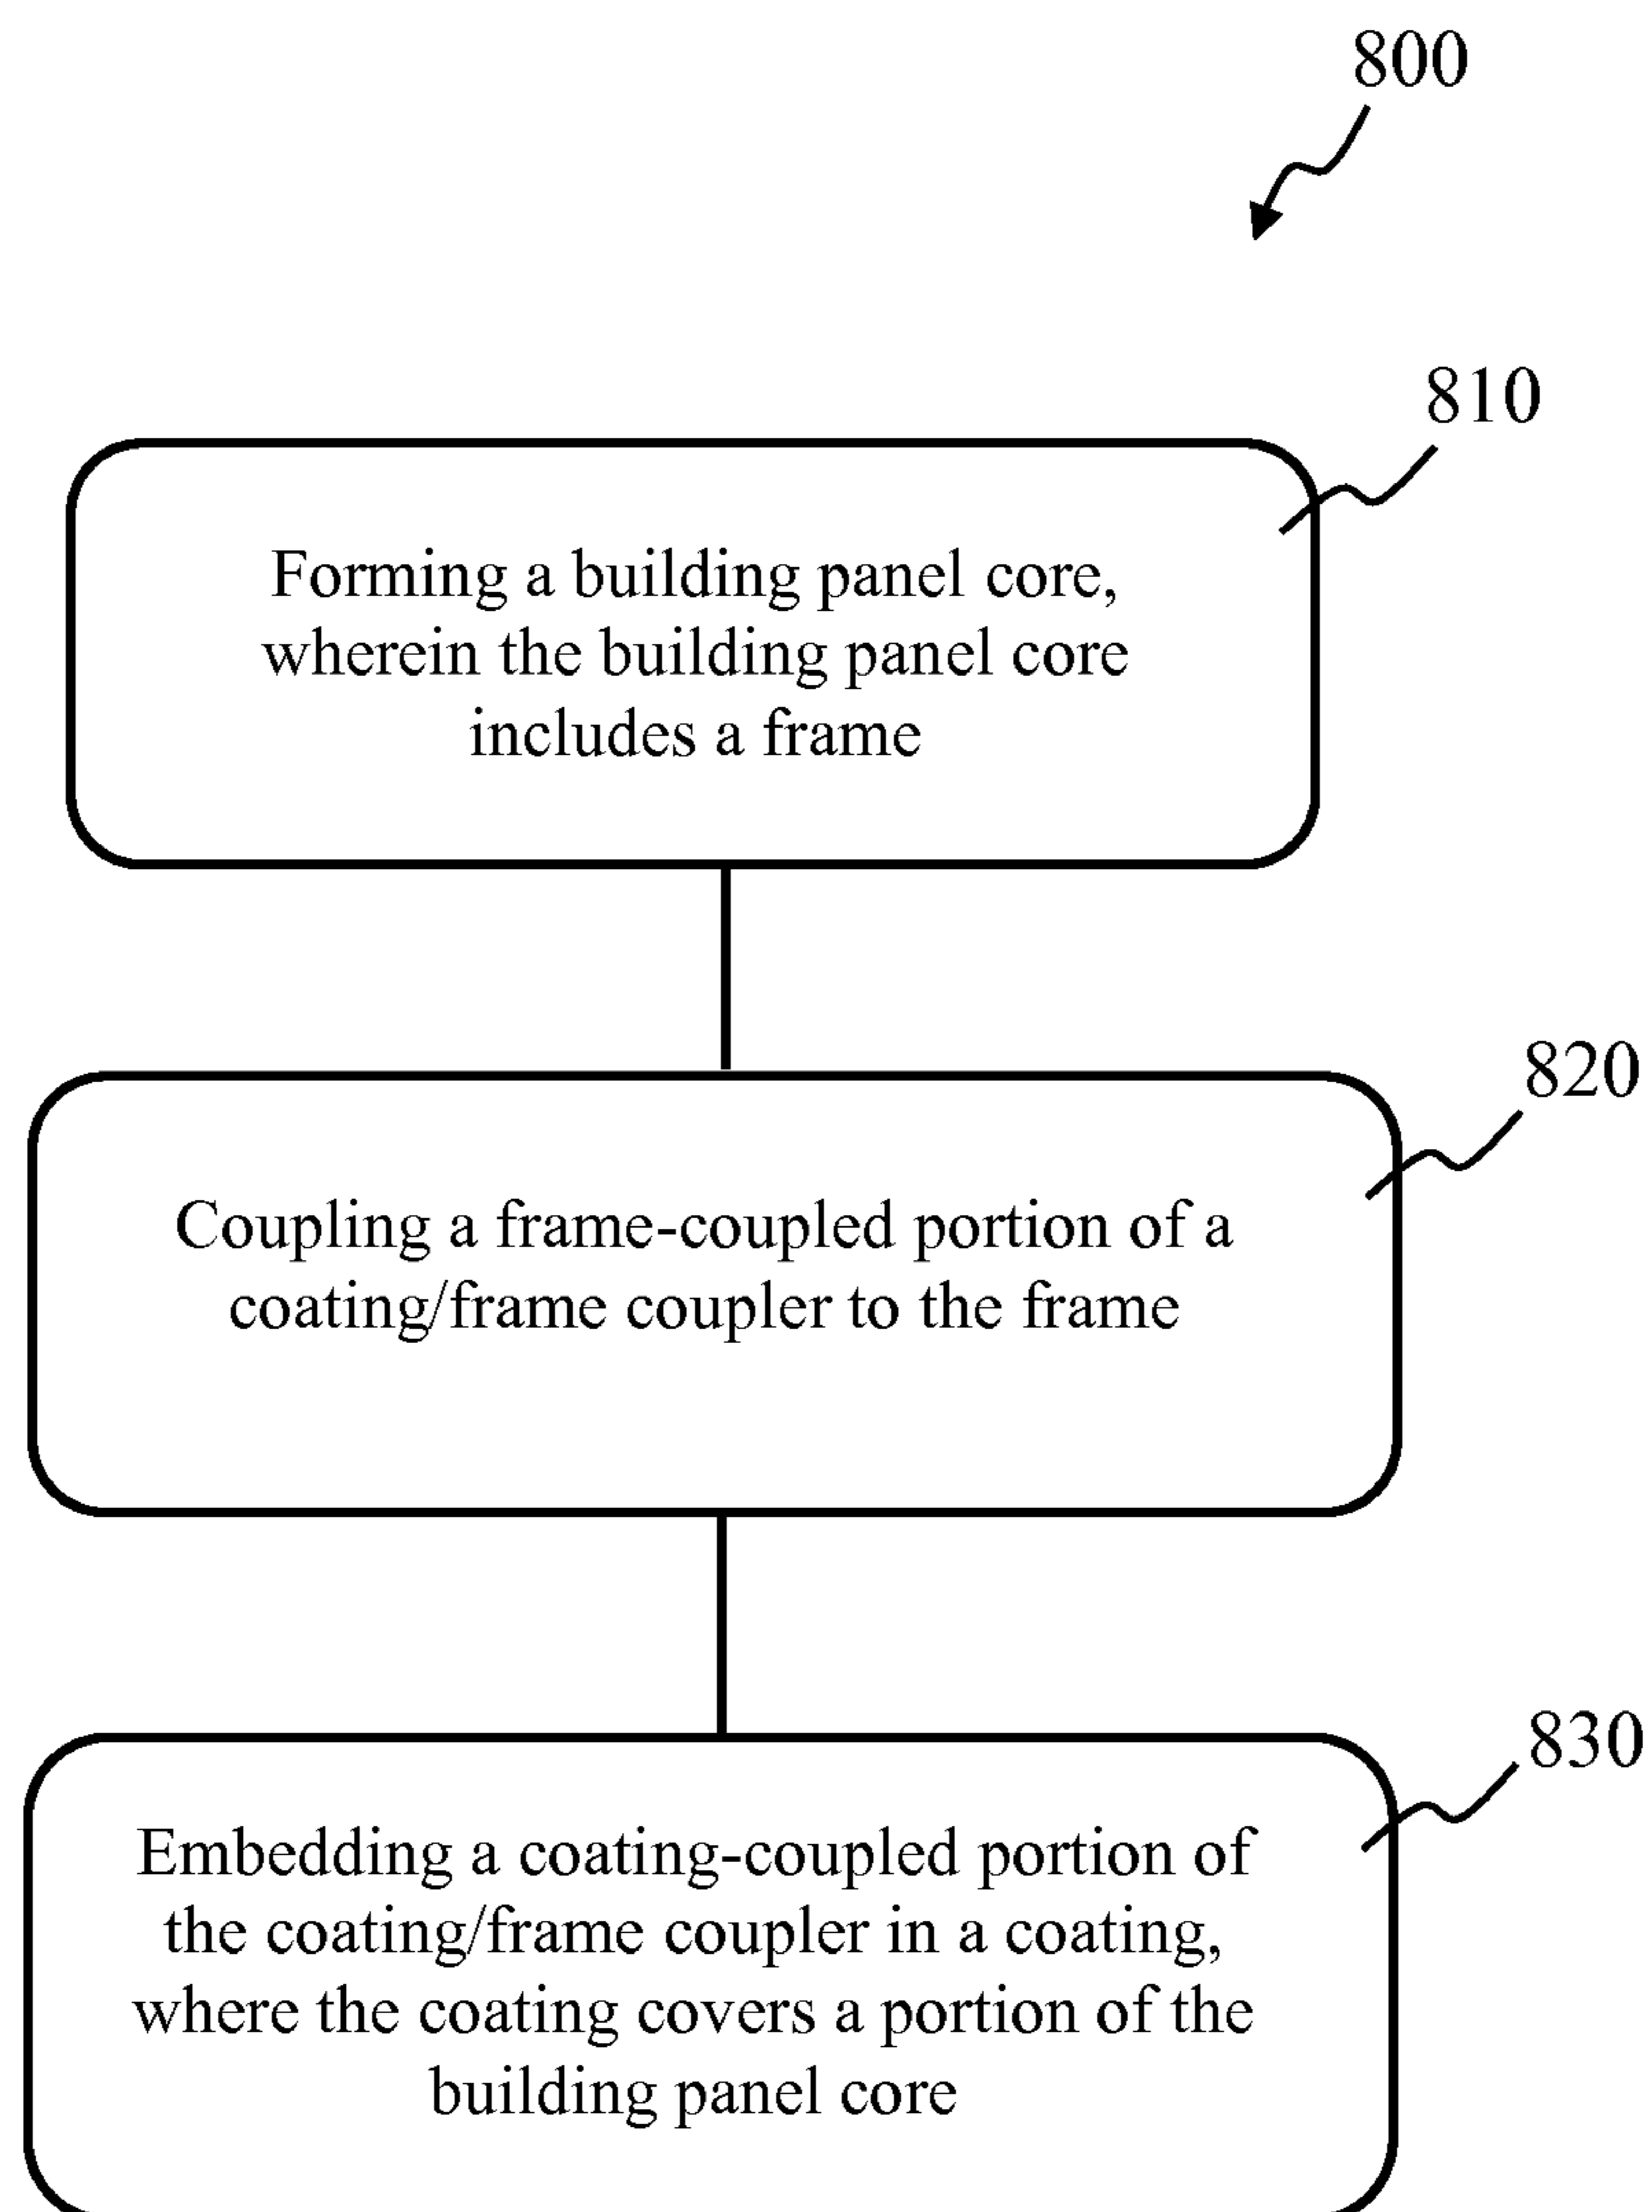 800
810
Forming a building panel core,
wherein the building panel core
includes a frame
820
Coupling a frame-coupled portion of a
coating/frame coupler to the frame
830
Embedding a coating-coupled portion of
the coating/frame coupler in a coating,
where the coating covers a portion of the
building panel core